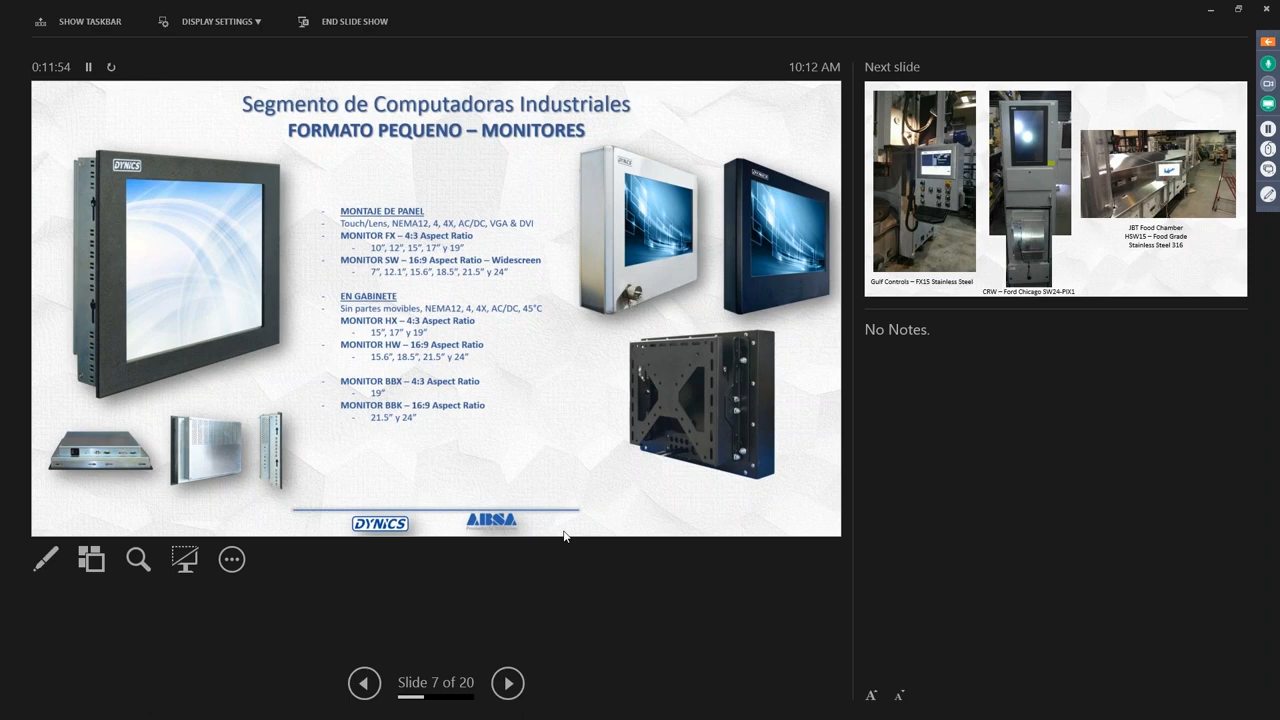 SHOW TASKBAR
DISPLAY SETTINGS ▼
END SLIDE SHOW
0:11:54
10:12 AM
Segmento de Computadoras Industriales
FORMATO PEQUENO – MONITORES
DYNICS
- MONTAJE DE PANEL
- Touch/Lens, NEMA12, 4, 4X, AC/DC, VGA & DVI
- MONITOR FX – 4:3 Aspect Ratio
- 10”, 12”, 15”, 17” y 19”
- MONITOR SW – 16:9 Aspect Ratio – Widescreen
- 7”, 12.1”, 15.6”, 18.5”, 21.5” y 24”
- EN GABINETE
- Sin partes movibles, NEMA12, 4, 4X, AC/DC, 45°C
- MONITOR HX – 4:3 Aspect Ratio
- 15”, 17” y 19”
- MONITOR HW – 16:9 Aspect Ratio
- 15.6”, 18.5”, 21.5” y 24”
- MONITOR BBX – 4:3 Aspect Ratio
- 19”
- MONITOR BBK – 16:9 Aspect Ratio
- 21.5” y 24”
DYNICS
DYNICS
DYNICS
ABSA
Slide 7 of 20
Next slide
Gulf Controls – FX15 Stainless Steel
CRW – Ford Chicago SW24-PIX1
JBT Food Chamber
HSW15 – Food Grade
Stainless Steel 316
No Notes.
A A